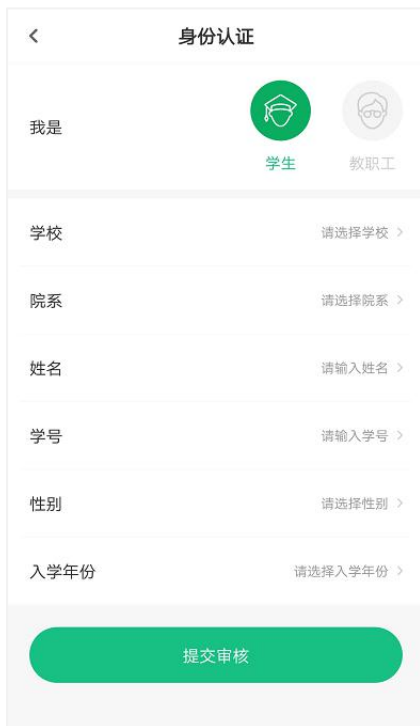 身份认证
我是
学生 教职工
学校 请选择学校
院系 请选择院系
姓名 请输入姓名
学号 请输入学号
性别 请选择性别
入学年份 请选择入学年份
提交审核